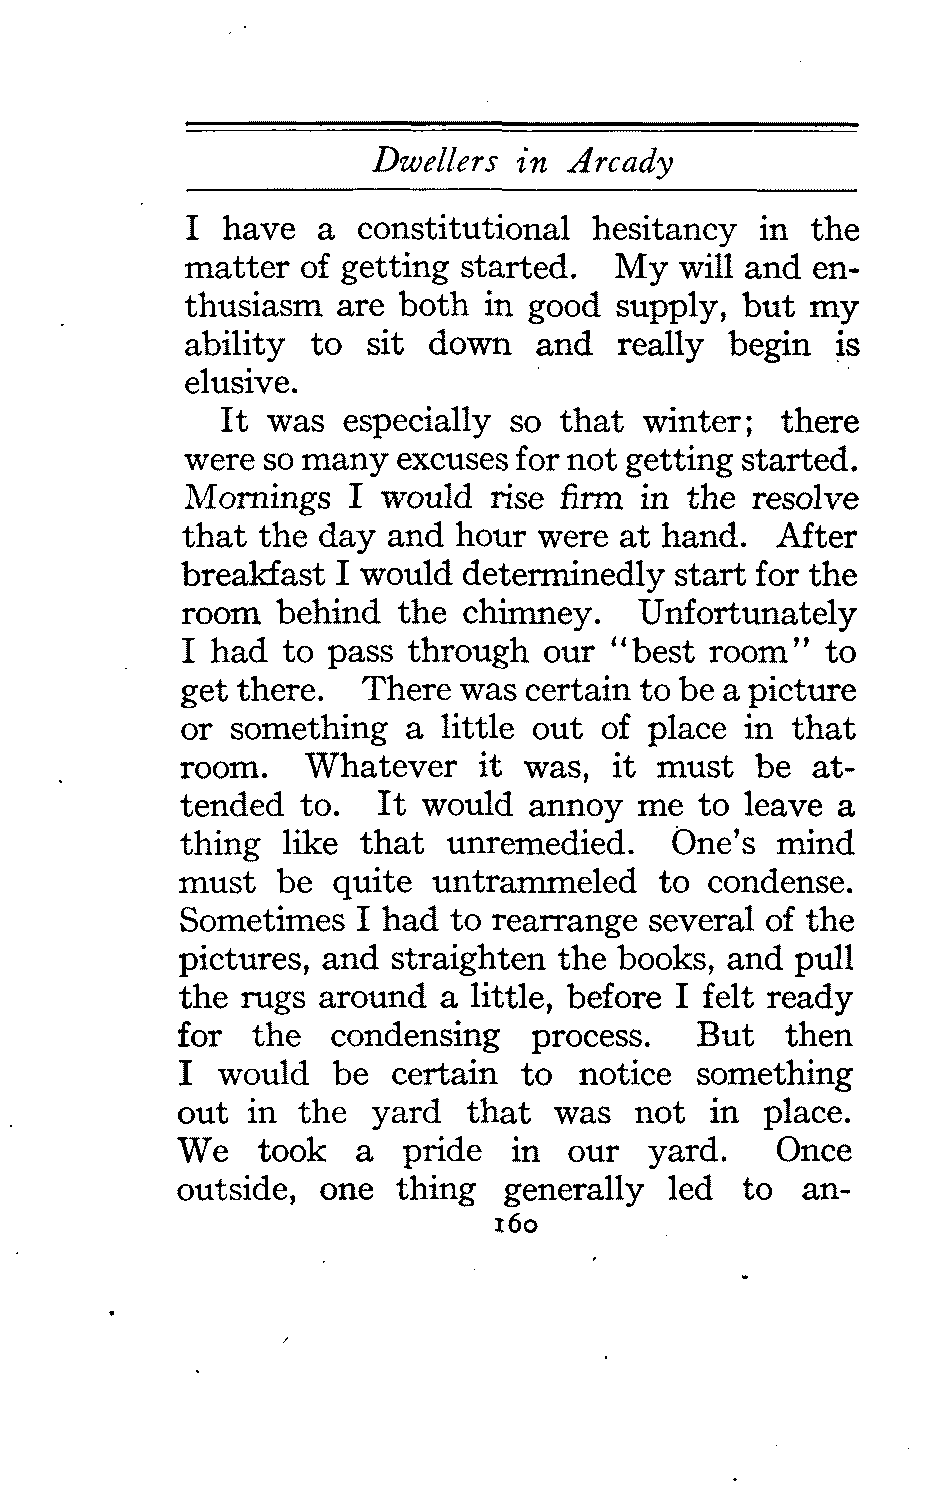 Dwellers in Arcady
I have a constitutional hesitancy in the
matter of getting started. My will and en-
thusiasm are both in good supply, but my
ability to sit down and really begin is
elusive.
It was especially so that winter; there
were so many excuses for not getting started.
Mornings I would rise firm in the resolve
that the day and hour were at hand. After
breakfast I would determinedly start for the
room behind the chimney. Unfortunately
I had to pass through our "best room" to
get there. There was certain to be a picture
or something a little out of place in that
room. Whatever it was, it must be at-
tended to. It would annoy me to leave a
thing like that unremedied. One's mind
must be quite untrammeled to condense.
Sometimes I had to rearrange several of the
pictures, and straighten the books, and pull
the rugs around a little, before I felt ready
for the condensing process. But then
I would be certain to notice something
out in the yard that was not in place.
We took a pride in our yard. Once
outside, one thing generally led to an-
160